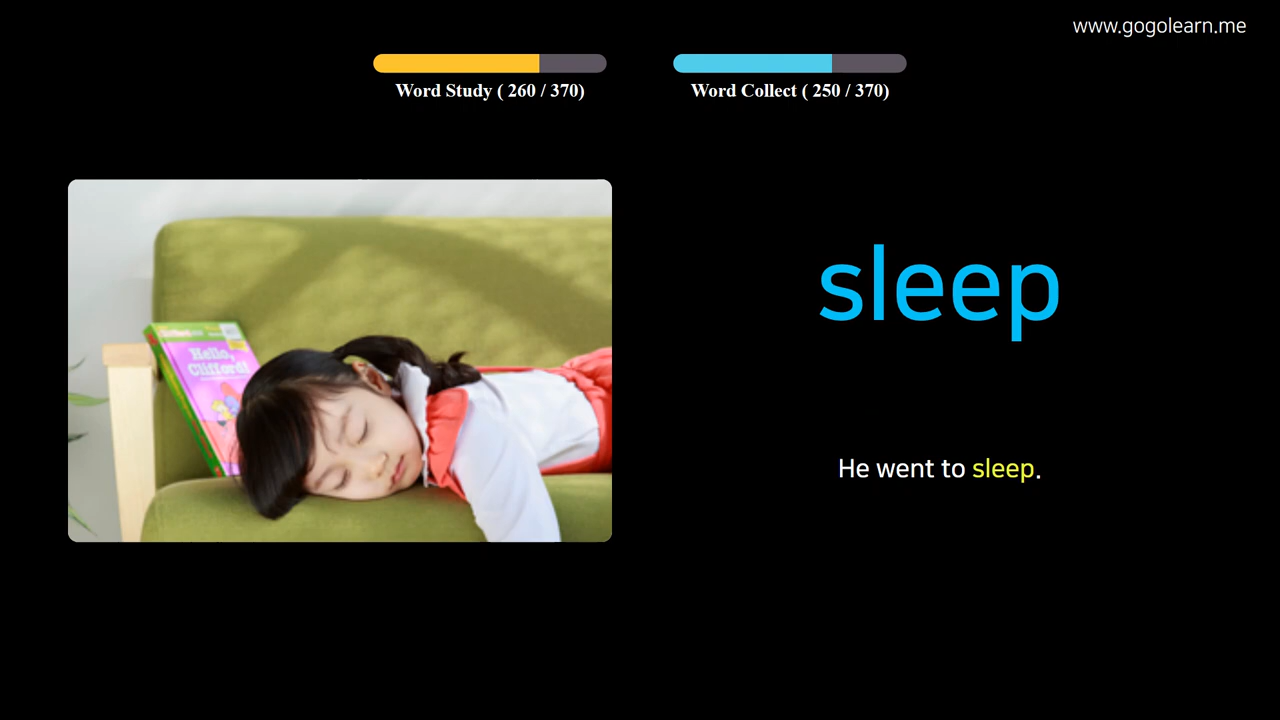 www.gogolearn.me
Word Study ( 260 / 370)
Word Collect ( 250 / 370)
Hello,
Clifford!
sleep
He went to sleep.